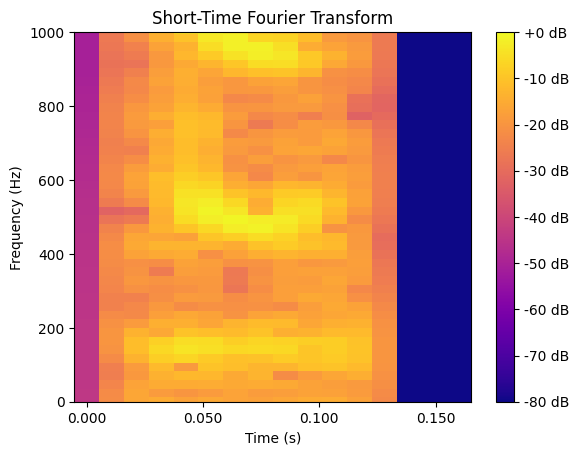 Short-Time Fourier Transform
Frequency (Hz)
1000
800
600
400
200
0
0.000 0.050 0.100 0.150
Time (s)
+0 dB
-10 dB
-20 dB
-30 dB
-40 dB
-50 dB
-60 dB
-70 dB
-80 dB